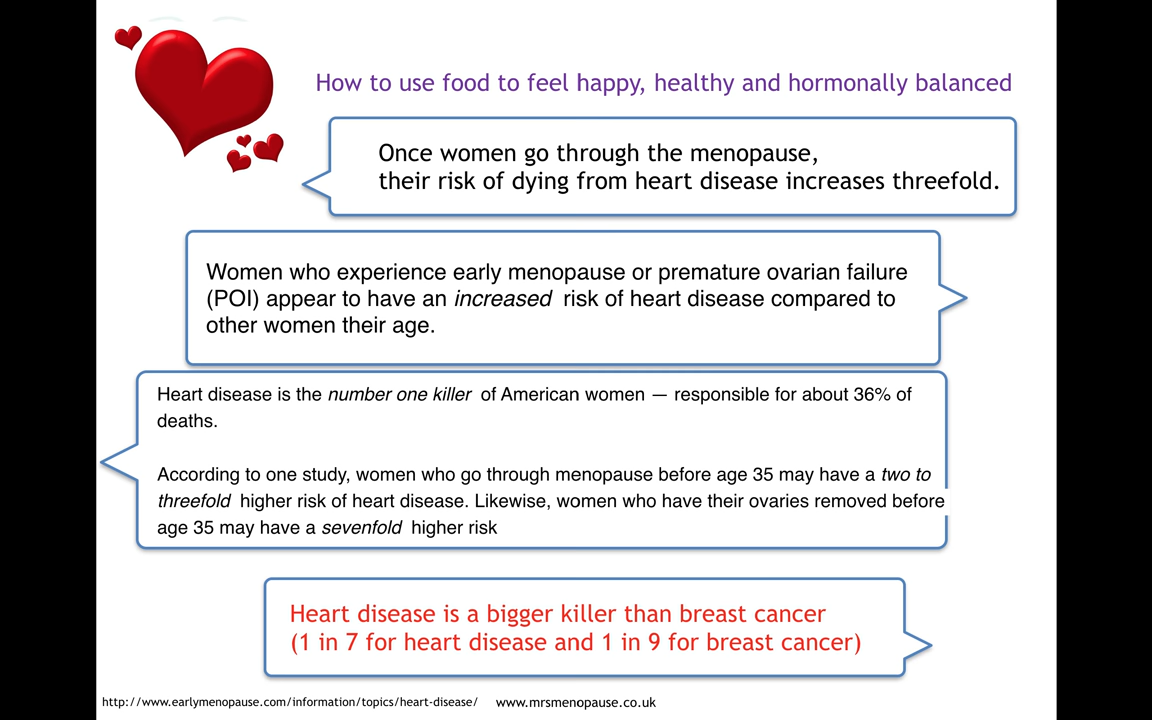 How to use food to feel happy, healthy and hormonally balanced
Once women go through the menopause,
their risk of dying from heart disease increases threefold.
Women who experience early menopause or premature ovarian failure
(POI) appear to have an increased risk of heart disease compared to
other women their age.
Heart disease is the number one killer of American women — responsible for about 36% of
deaths.
According to one study, women who go through menopause before age 35 may have a two to
threefold higher risk of heart disease. Likewise, women who have their ovaries removed before
age 35 may have a sevenfold higher risk
Heart disease is a bigger killer than breast cancer
(1 in 7 for heart disease and 1 in 9 for breast cancer)
http://www.earlymenopause.com/information/topics/heart-disease/ www.mrsmenopause.co.uk